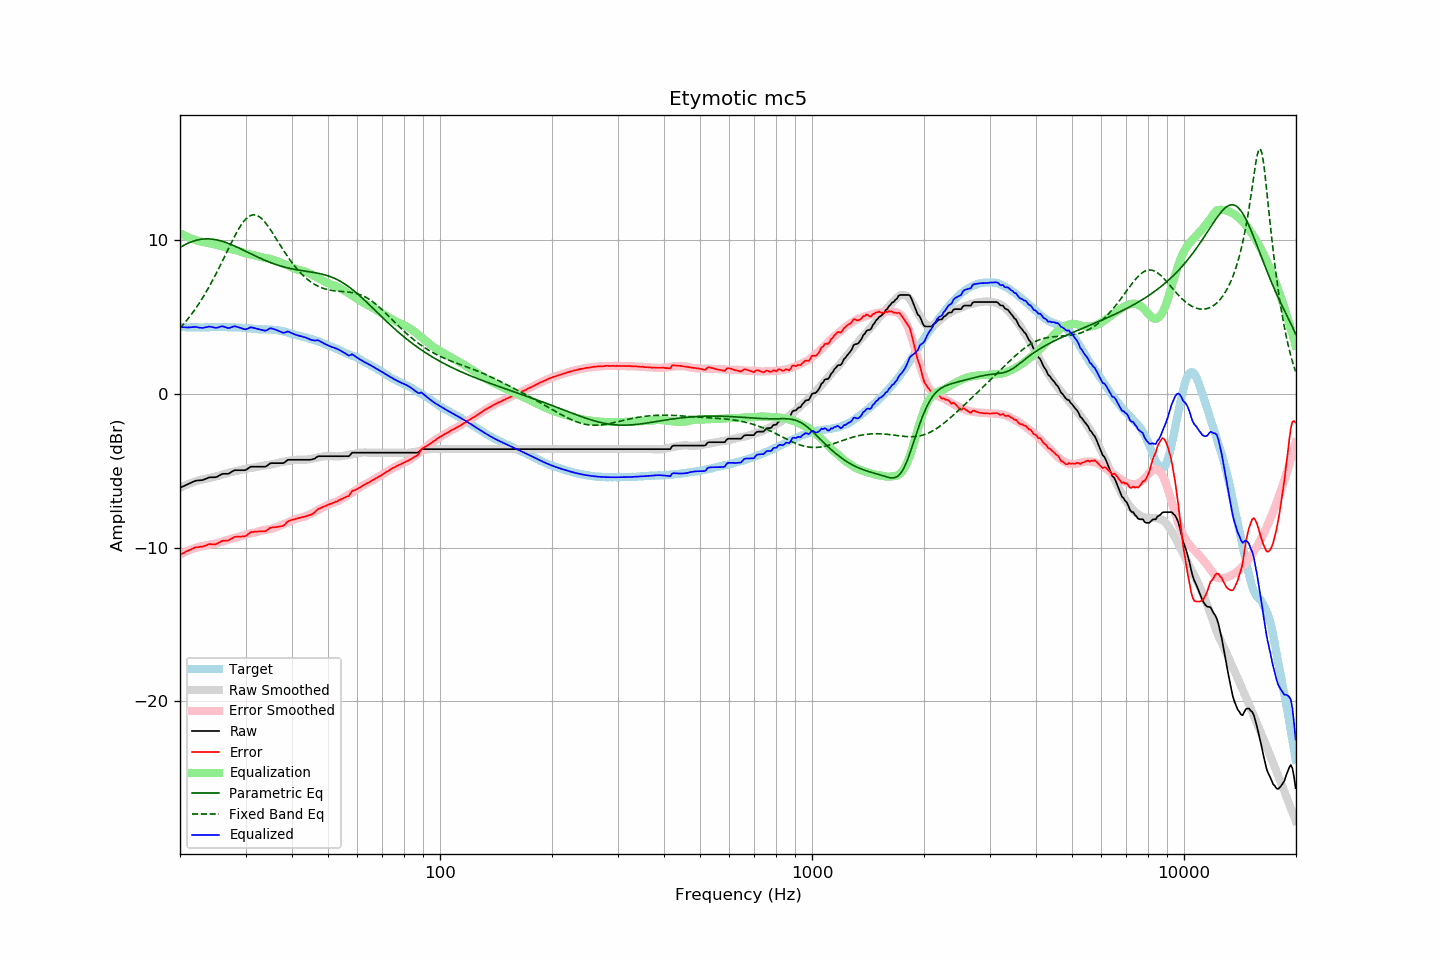 Etymotic mc5
Amplitude (dBr)
10
0
−10
−20
Target
Raw Smoothed
Error Smoothed
Raw
Error
Equalization
Parametric Eq
Fixed Band Eq
Equalized
100
1000
10000
Frequency (Hz)